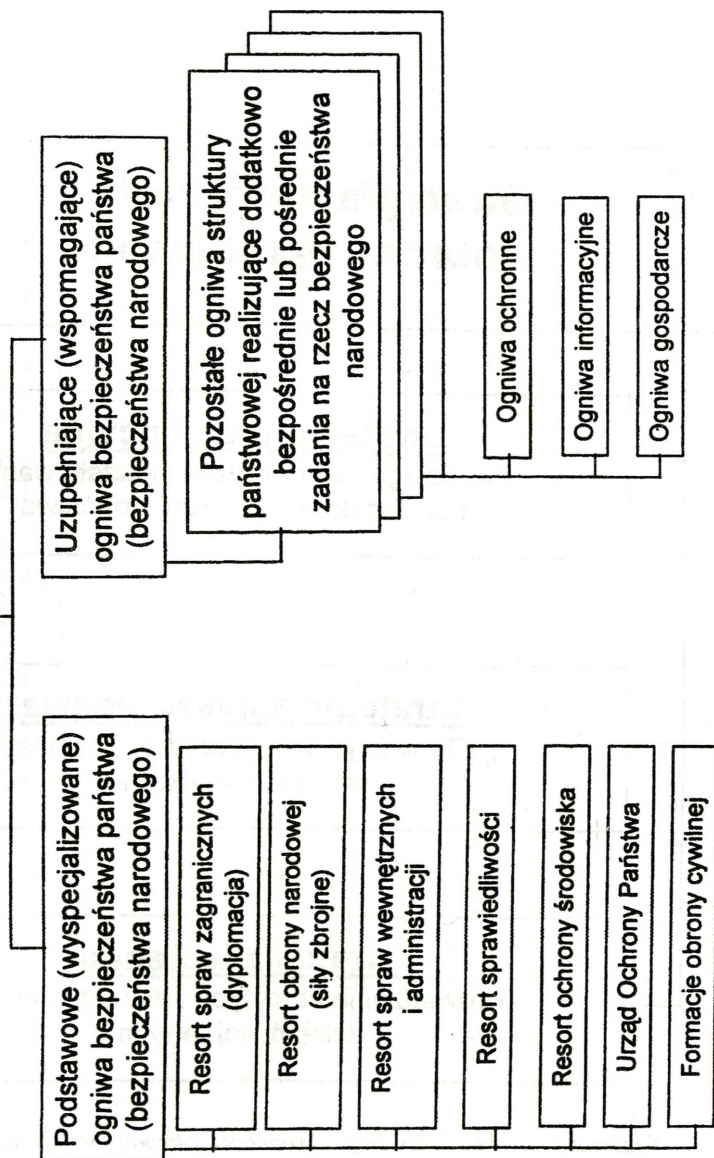 Podstawowe (wyspecjalizowane)
ogniwa bezpieczeństwa państwa
(bezpieczeństwa narodowego)
Resort spraw zagranicznych
(dyplomacja)
Resort obrony narodowej
(siły zbrojne)
Resort spraw wewnętrznych
i administracji
Resort sprawiedliwości
Resort ochrony środowiska
Urząd Ochrony Państwa
Formacje obrony cywilnej
Uzupełniające (wspomagające)
ogniwa bezpieczeństwa państwa
(bezpieczeństwa narodowego)
Pozostałe ogniwa struktury
państwowej realizujące dodatkowo
bezpośrednie lub pośrednie
zadania na rzecz bezpieczeństwa
narodowego
Ogniwa ochronne
Ogniwa informacyjne
Ogniwa gospodarcze